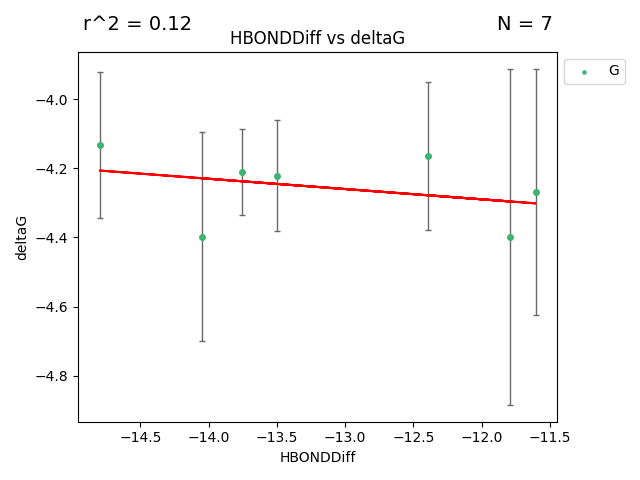 r^2 = 0.12
N = 7
HBONDDiff vs deltaG
G
−4.0
−4.2
−4.4
−4.6
−4.8
deltaG
−14.5
−14.0
−13.5
−13.0
−12.5
−12.0
−11.5
HBONDDiff